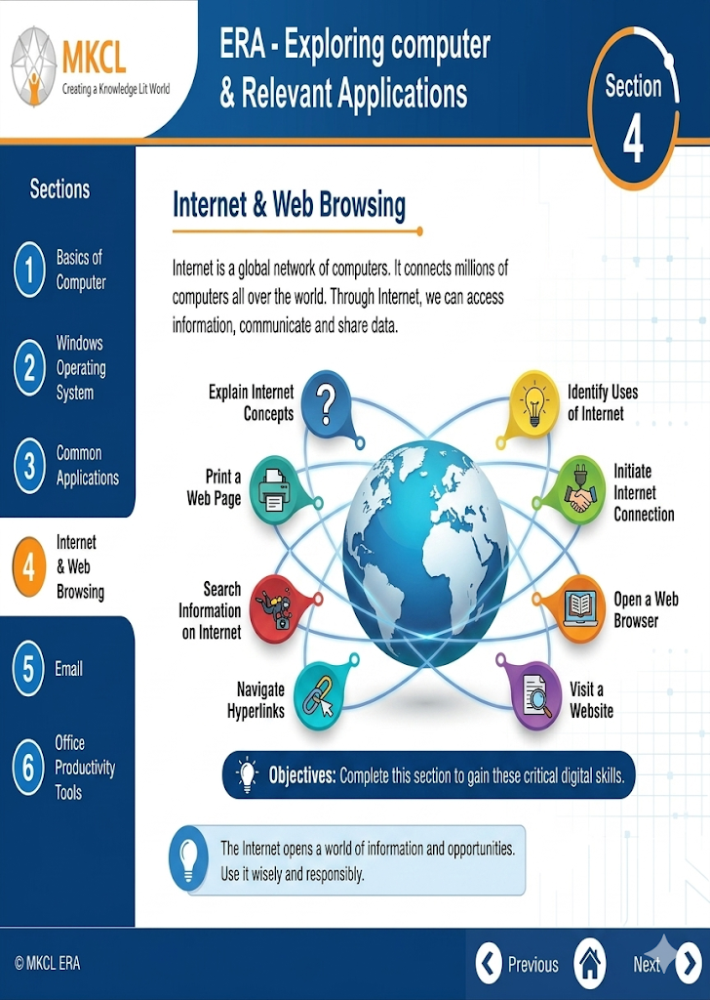 MKCL
Creating a Knowledge Lit World
ERA - Exploring computer
& Relevant Applications
Section
4
Sections
1
Basics of
Computer
2
Windows
Operating
System
3
Common
Applications
4
Internet
& Web
Browsing
5
Email
6
Office
Productivity
Tools
Internet & Web Browsing
Internet is a global network of computers. It connects millions of
computers all over the world. Through Internet, we can access
information, communicate and share data.
Explain Internet
Concepts
?
Identify Uses
of Internet
Print a
Web Page
Initiate
Internet
Connection
Search
Information
on Internet
Open a Web
Browser
Navigate
Hyperlinks
Visit a
Website
Objectives: Complete this section to gain these critical digital skills.
The Internet opens a world of information and opportunities.
Use it wisely and responsibly.
© MKCL ERA
Previous
Next